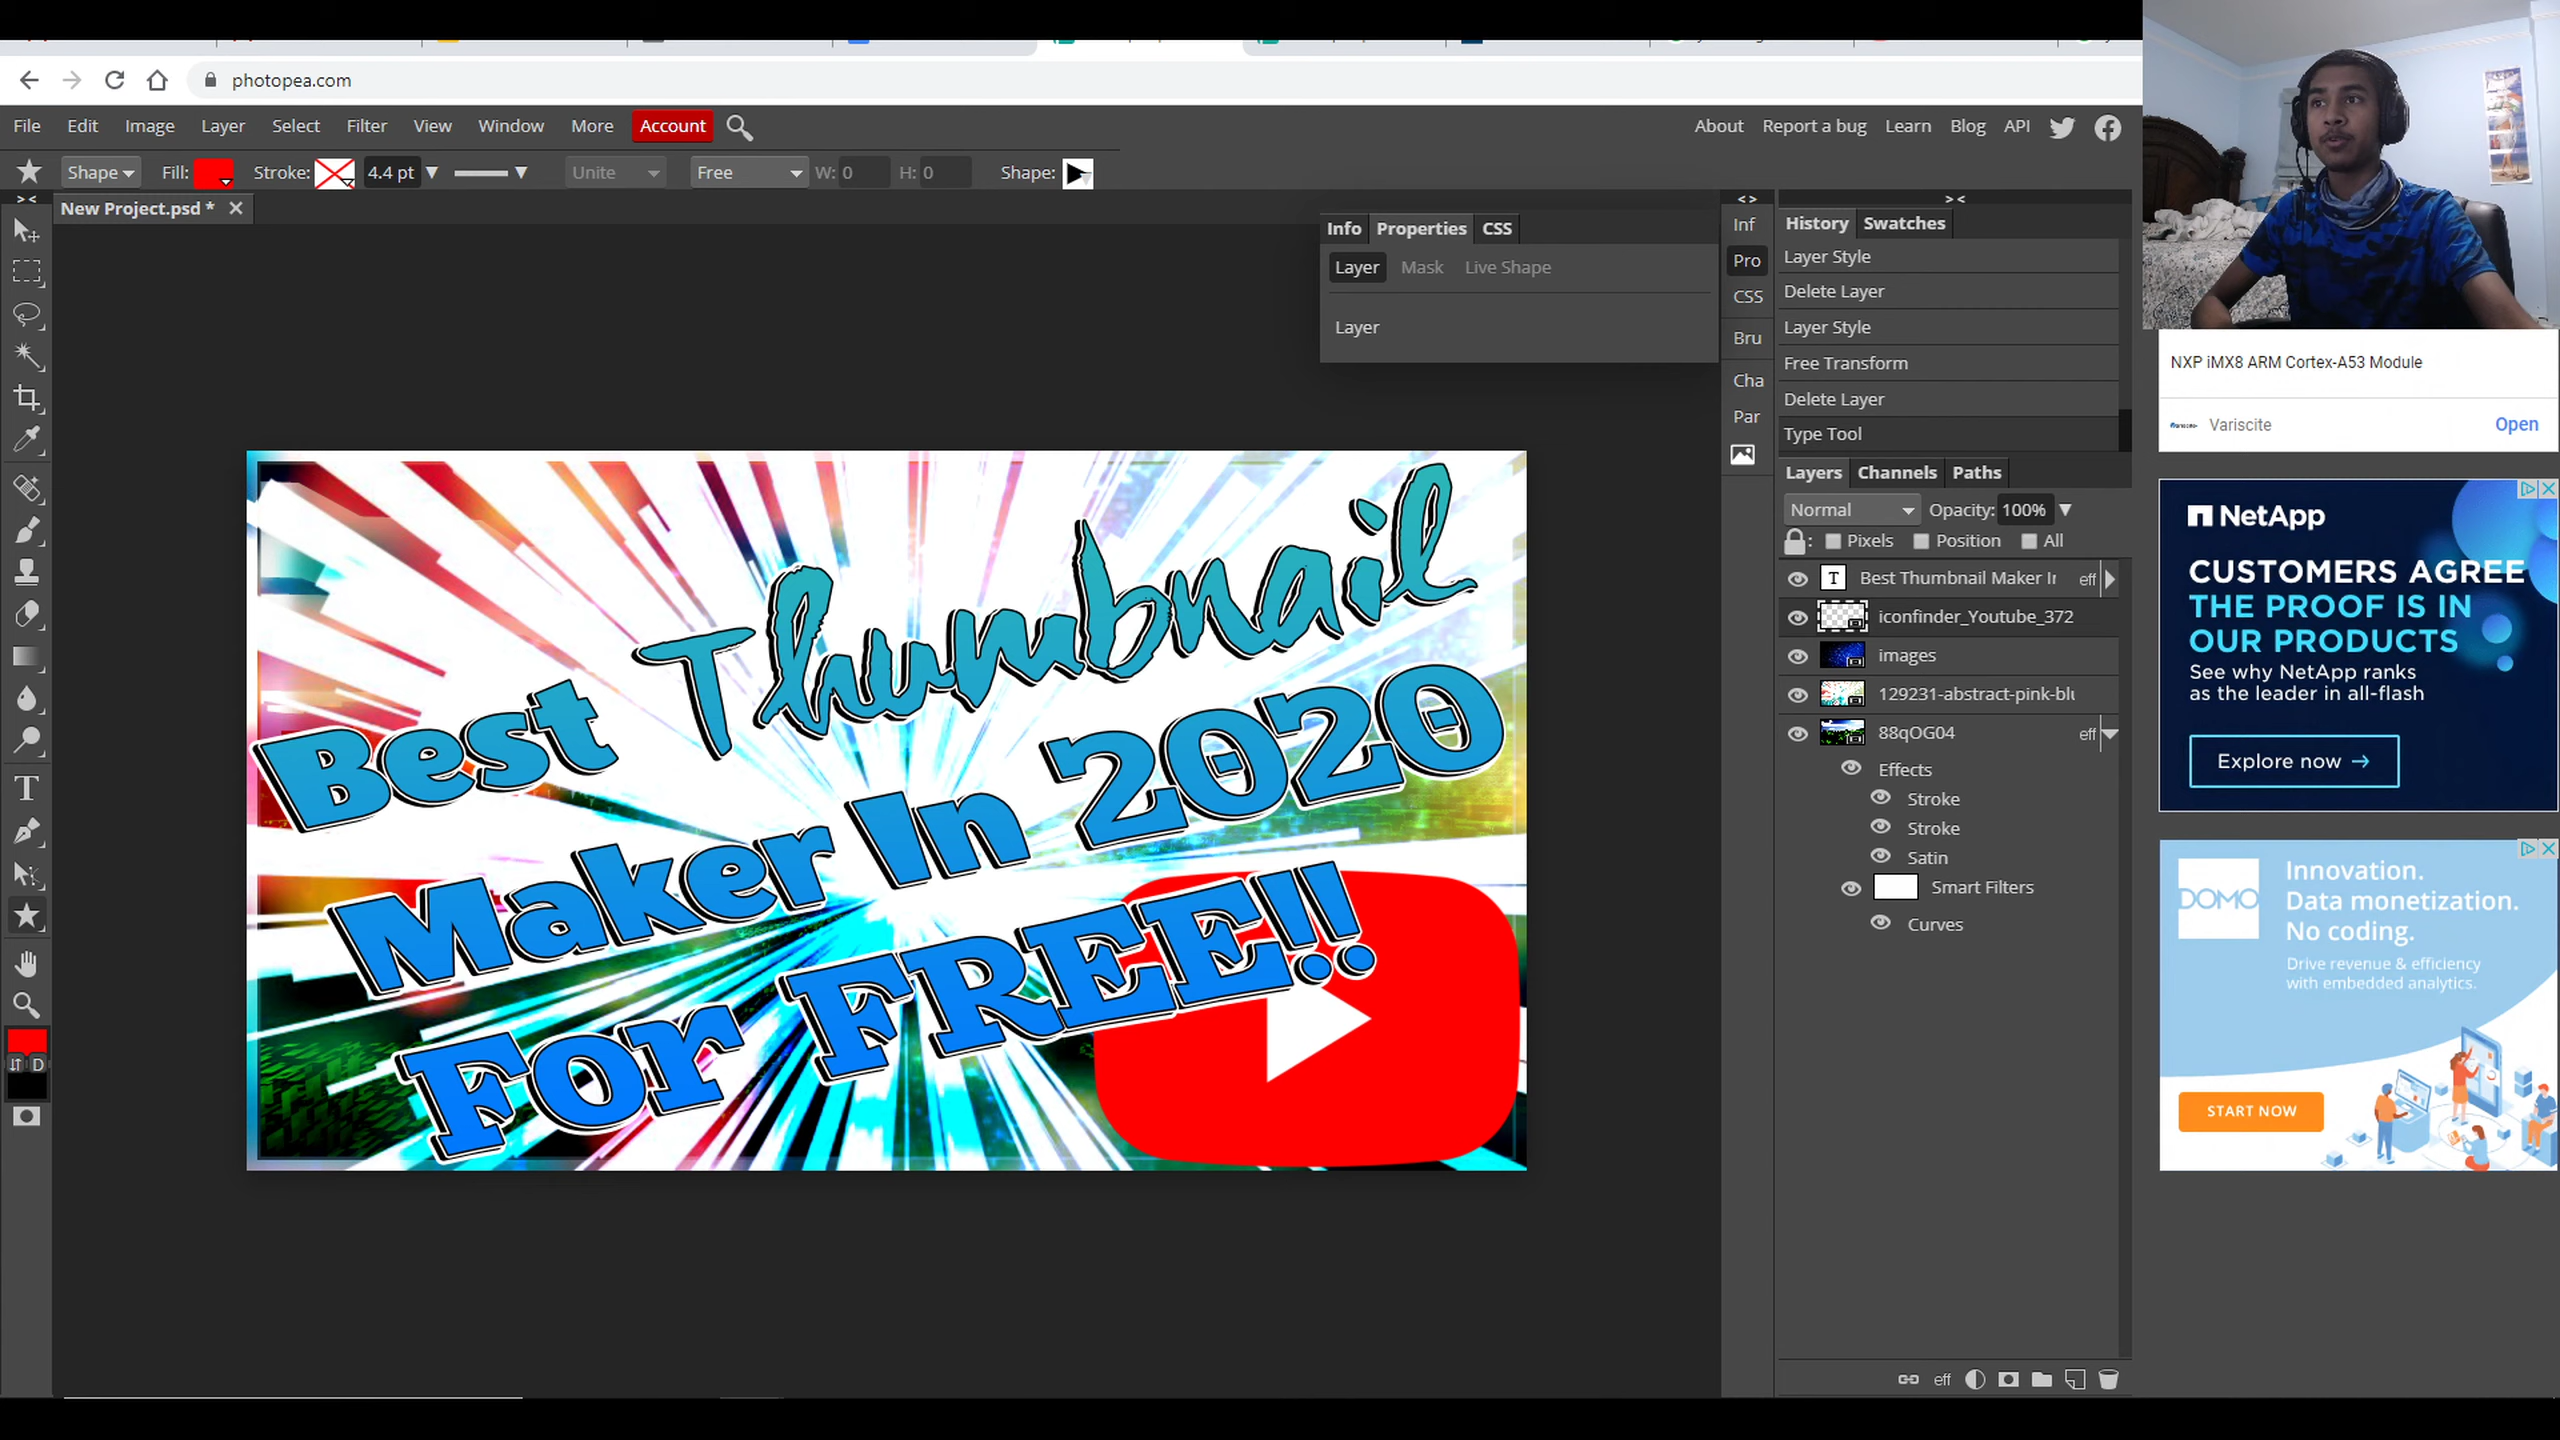 photopea.com
File Edit Image Layer Select Filter View Window More Account
About Report a bug Learn Blog API
Shape Fill: Stroke: 4.4 pt Unite Free W: 0 H: 0 Shape:
New Project.psd *
Info Properties CSS
Layer Mask Live Shape
Layer
Inf
Pro
CSS
Bru
Cha
Par
History Swatches
Layer Style
Delete Layer
Layer Style
Free Transform
Delete Layer
Type Tool
Layers Channels Paths
Normal Opacity: 100%
: Pixels Position All
T Best Thumbnail Maker Ir eff
iconfinder_Youtube_372
images
129231-abstract-pink-blu
88qOG04 eff
Effects
Stroke
Stroke
Satin
Smart Filters
Curves
eff
D
Best Thumbnail
Maker In 2020
For FREE!!
NXP iMX8 ARM Cortex-A53 Module
Variscite Open
NetApp
CUSTOMERS AGREE
THE PROOF IS IN
OUR PRODUCTS
See why NetApp ranks
as the leader in all-flash
Explore now →
DOMO
Innovation.
Data monetization.
No coding.
Drive revenue & efficiency
with embedded analytics.
START NOW